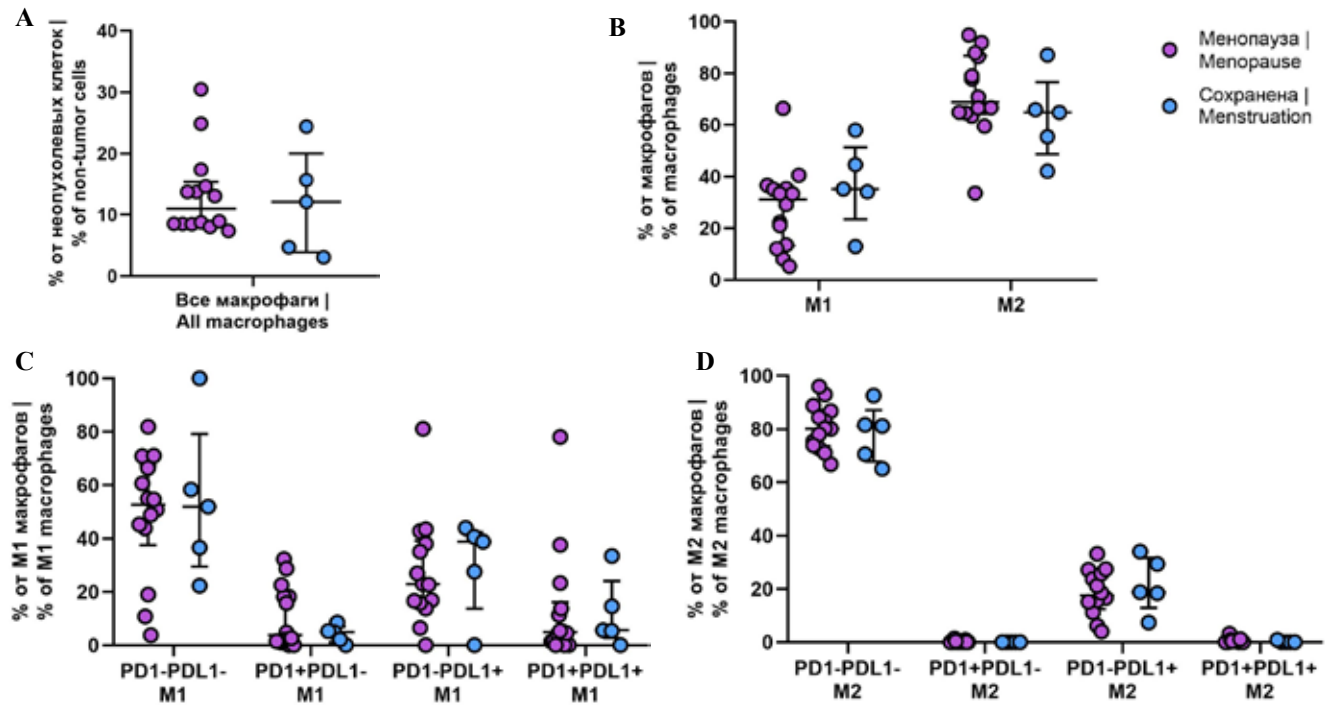 A
% от неопухолевых клеток |
% of non-tumor cells
40
30
20
10
0
Все макрофаги |
All macrophages
B
% от макрофагов |
% of macrophages
100
80
60
40
20
0
M1
M2
Менопауза |
Menopause
Сохранена |
Menstruation
C
% от М1 макрофагов |
% of M1 macrophages
100
80
60
40
20
0
PD1-PDL1-
M1
PD1+PDL1-
M1
PD1-PDL1+
M1
PD1+PDL1+
M1
D
% от М2 макрофагов |
% of M2 macrophages
100
80
60
40
20
0
PD1-PDL1-
M2
PD1+PDL1-
M2
PD1-PDL1+
M2
PD1+PDL1+
M2